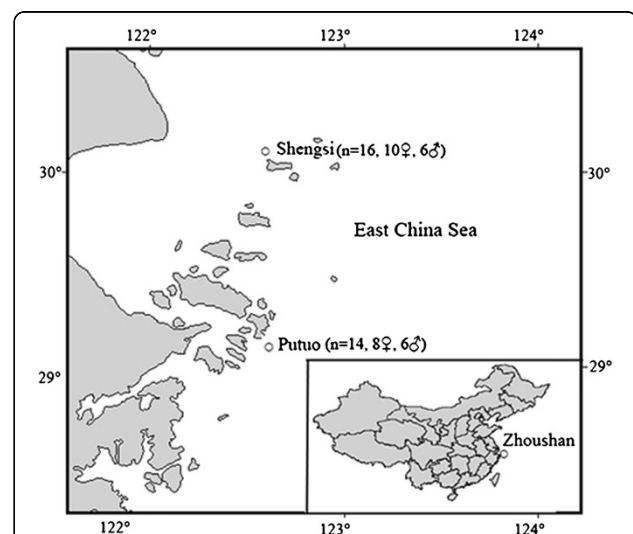 122° 123° 124°
Shengsi (n=16, 10♀, 6♂)
30° 30°
East China Sea
Putuo (n=14, 8♀, 6♂)
29° 29°
Zhoushan
122° 123° 124°